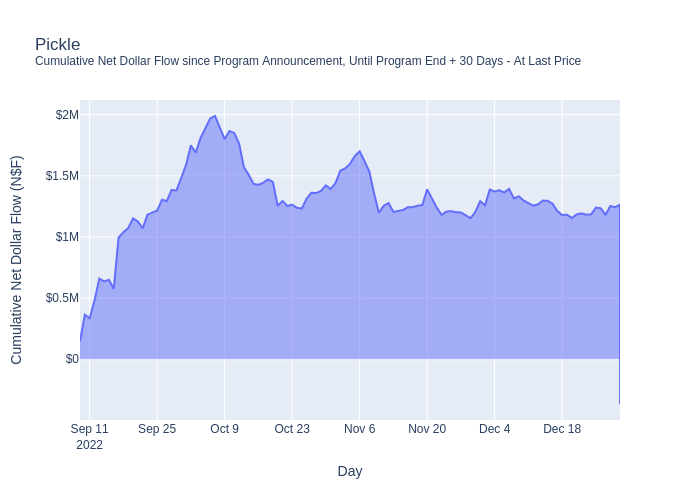 Pickle
Cumulative Net Dollar Flow since Program Announcement, Until Program End + 30 Days - At Last Price
$2M
$1.5M
$1M
$0.5M
$0
Cumulative Net Dollar Flow (N$F)
Sep 11 Sep 25 Oct 9 Oct 23 Nov 6 Nov 20 Dec 4 Dec 18
2022
Day